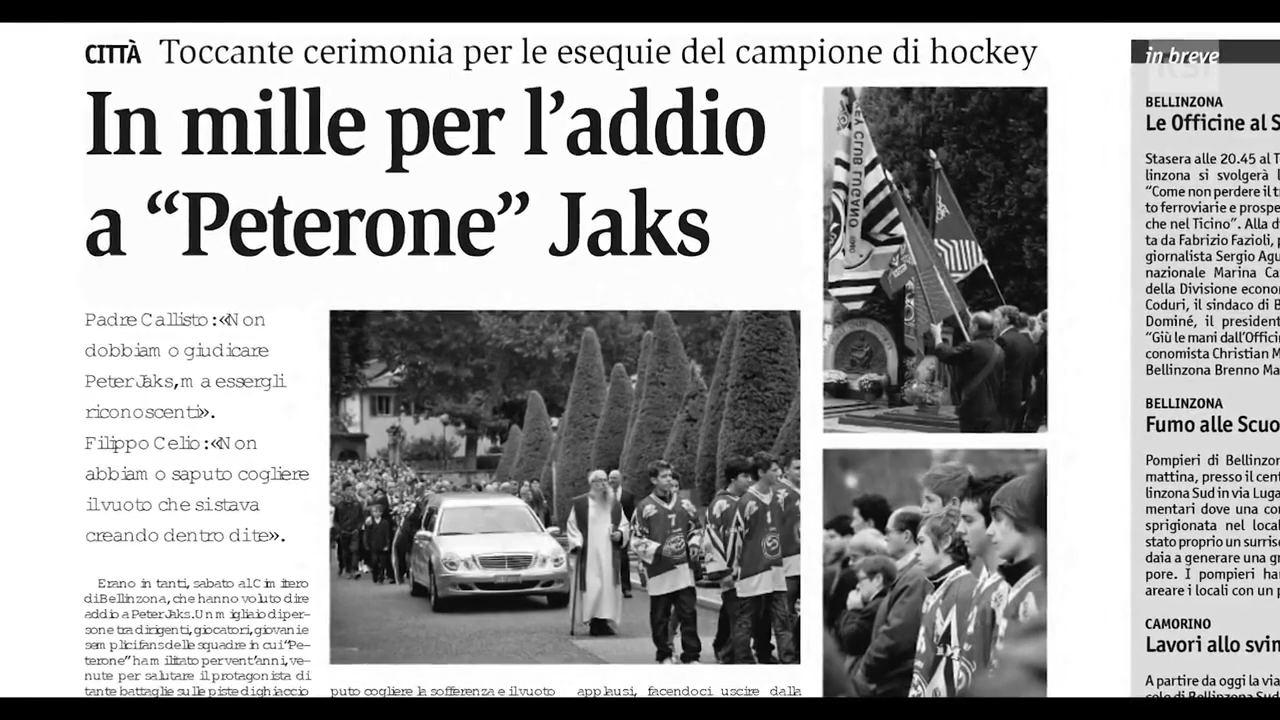 CITTÀ Toccante cerimonia per le esequie del campione di hockey
In mille per l'addio
a “Peterone” Jaks
Padre Callisto: «Non
dobbiamo giudicare
Peter Jaks, ma essergli
riconoscenti».
Filippo Celio: «Non
abbiamo saputo cogliere
il vuoto che si stava
creando dentro di te».
Erano in tanti, sabato al Cimitero
di Bellinzona, che hanno voluto dire
addio a Peter Jaks. Un migliaio di per-
sone tra dirigenti, giocatori, giovani e
semplici fans delle squadre in cui “Pe-
terone” ha militato per vent'anni, ve-
nute per salutare il protagonista di
tante battaglie sulle piste di ghiaccio
puto cogliere la sofferenza e il vuoto
applausi, facendoci uscire dalla
CLUB LUGANO
in breve
BELLINZONA
Le Officine al S
Stasera alle 20.45 al T
linzona si svolgerà l
“Come non perdere il tr
to ferroviarie e prospe
che nel Ticino”. Alla d
ta da Fabrizio Fazioli, p
giornalista Sergio Agu
nazionale Marina Ca
della Divisione econo
Coduri, il sindaco di B
Dominé, il president
“Giù le mani dall'Offici
conomista Christian M
Bellinzona Brenno Ma
BELLINZONA
Fumo alle Scuo
Pompieri di Bellinzo
mattina, presso il cent
linzona Sud in via Luga
mentari dove una co
sprigionata nel local
stato proprio un surris
daia a generare una g
pore. I pompieri ha
areare i locali con un p
CAMORINO
Lavori allo svin
A partire da oggi la via
colo di Bellinzona Sud